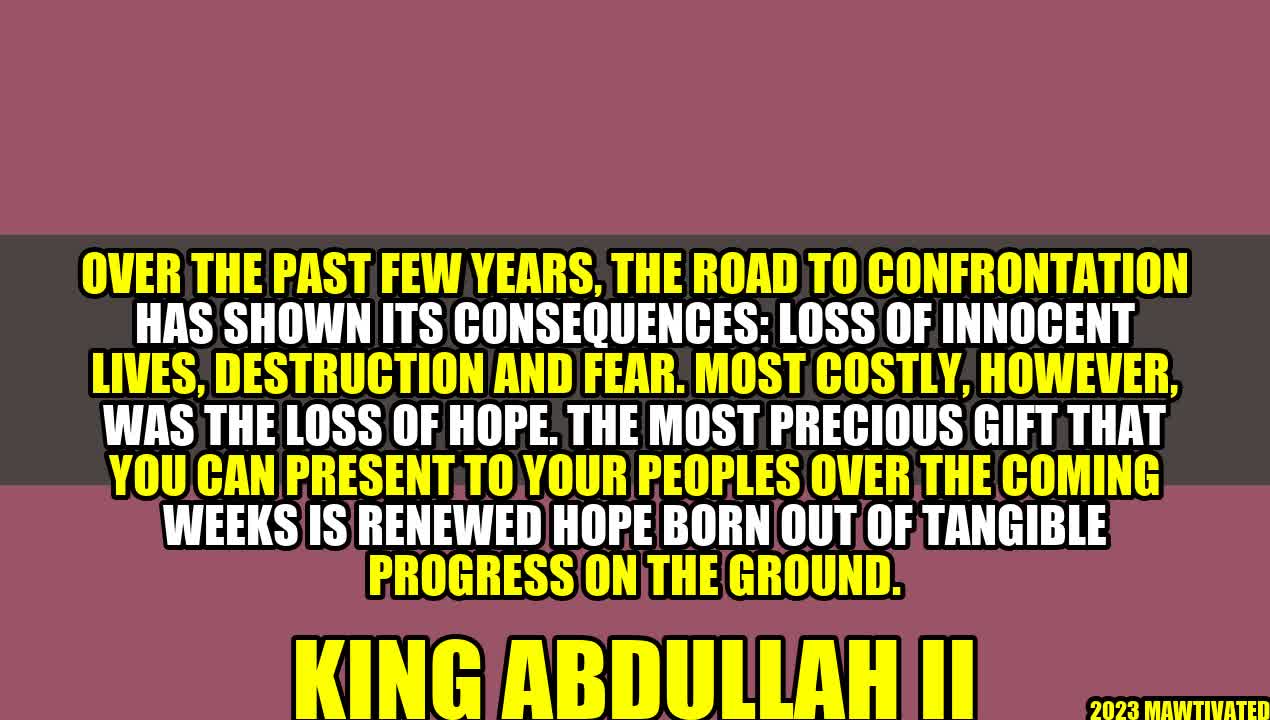 OVER THE PAST FEW YEARS, THE ROAD TO CONFRONTATION
HAS SHOWN ITS CONSEQUENCES: LOSS OF INNOCENT
LIVES, DESTRUCTION AND FEAR. MOST COSTLY, HOWEVER,
WAS THE LOSS OF HOPE. THE MOST PRECIOUS GIFT THAT
YOU CAN PRESENT TO YOUR PEOPLES OVER THE COMING
WEEKS IS RENEWED HOPE BORN OUT OF TANGIBLE
PROGRESS ON THE GROUND.
KING ABDULLAH II
2023 MAWTIVATED